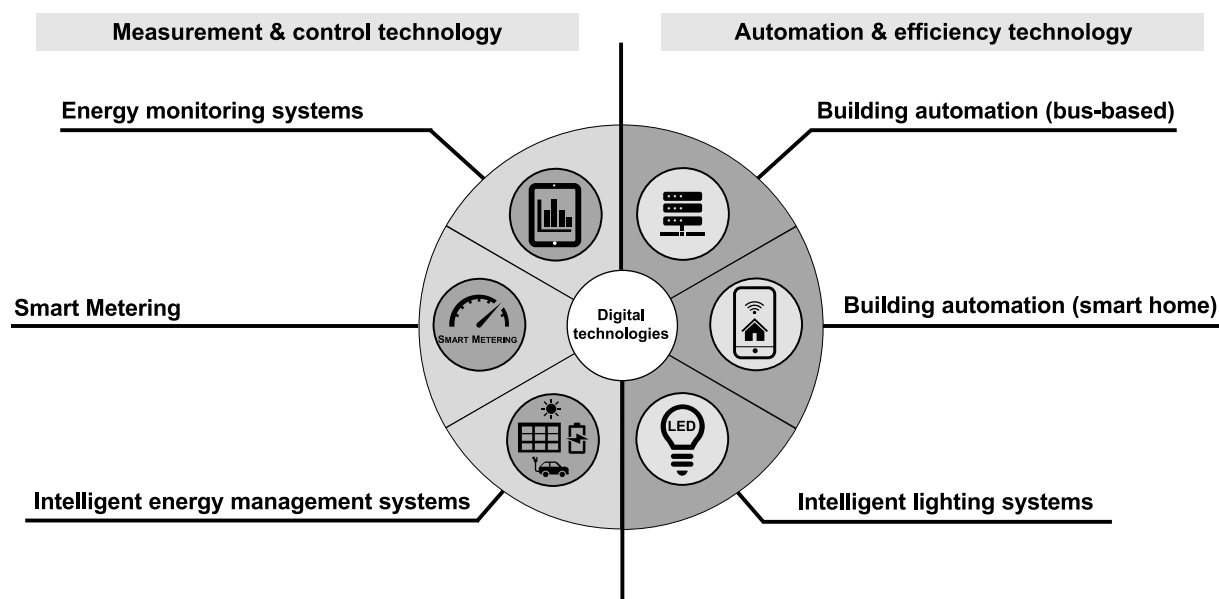 Measurement & control technology
Automation & efficiency technology
Energy monitoring systems
Building automation (bus-based)
Smart Metering
SMART METERING
Digital
technologies
Building automation (smart home)
LED
Intelligent energy management systems
Intelligent lighting systems